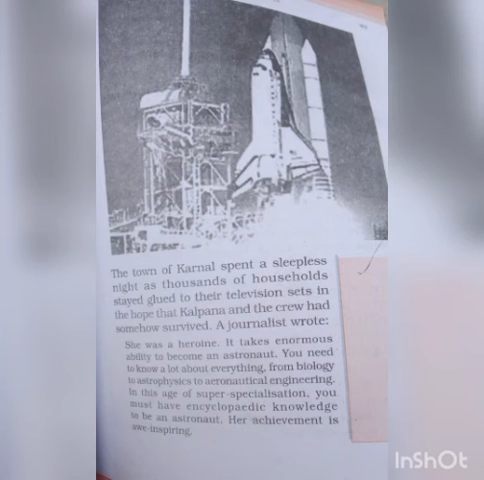 The town of Karnal spent a sleepless
night as thousands of households
stayed glued to their television sets in
the hope that Kalpana and the crew had
somehow survived. A journalist wrote:
She was a heroine. It takes enormous
ability to become an astronaut. You need
to know a lot about everything, from biology
to astrophysics to aeronautical engineering.
In this age of super-specialisation, you
must have encyclopaedic knowledge
to be an astronaut. Her achievement is
awe-inspiring.
InShOt